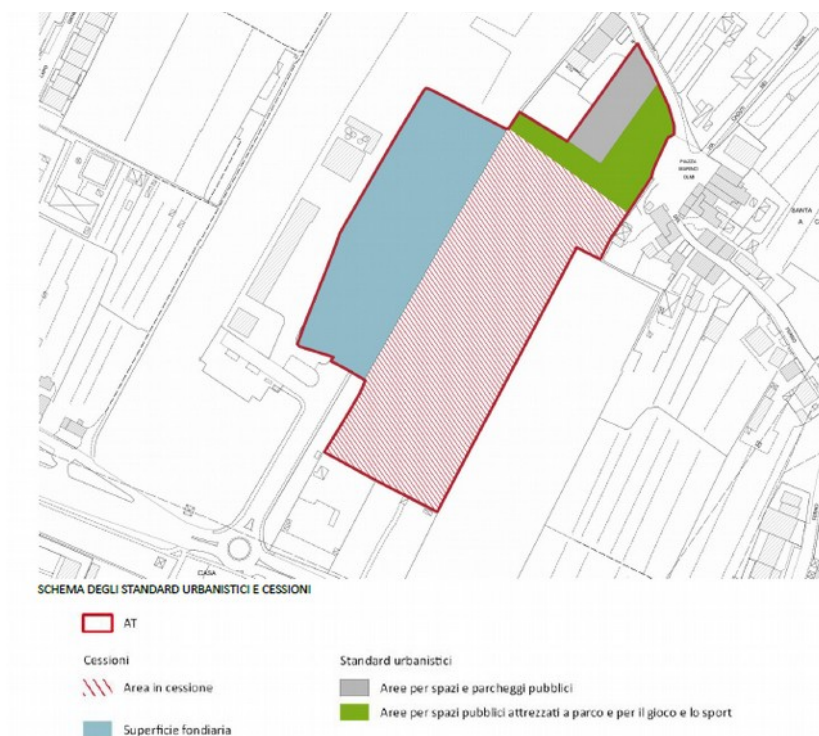 PIAZZA
SANTA
A C
CASA
SCHEMA DEGLI STANDARD URBANISTICI E CESSIONI
AT
Cessioni
Standard urbanistici
Area in cessione
Aree per spazi e parcheggi pubblici
Superficie fondiaria
Aree per spazi pubblici attrezzati a parco e per il gioco e lo sport